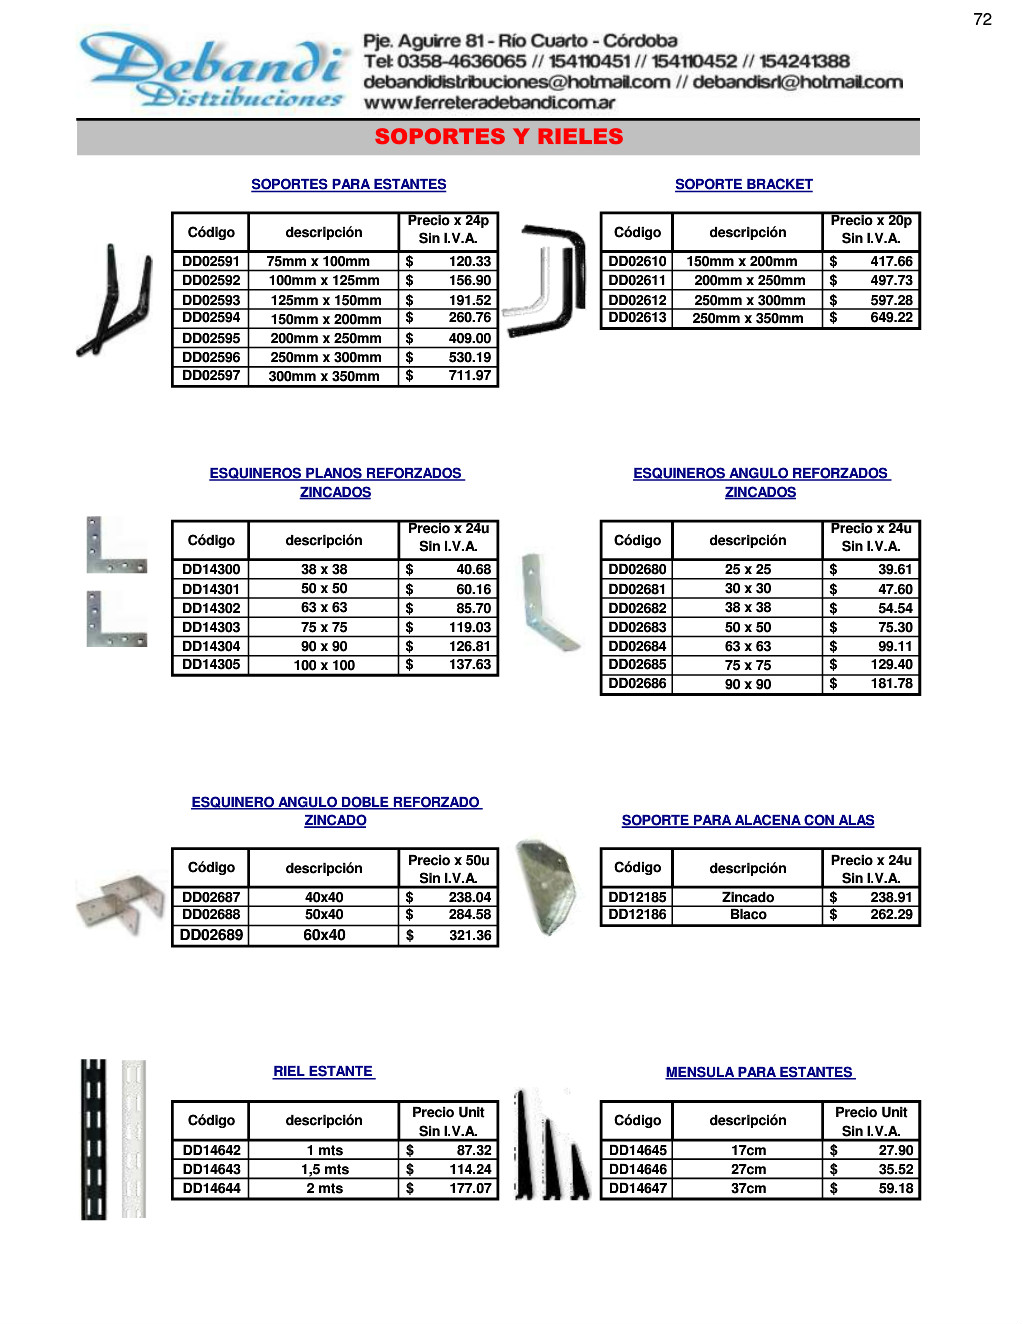 72
Debandi
Distribuciones
Pje. Aguirre 81 - Río Cuarto - Córdoba
Tel: 0358-4636065 // 154110451 // 154110452 // 154241388
debandidistribuciones@hotmail.com // debandisrl@hotmail.com
www.ferreteradebandi.com.ar
SOPORTES Y RIELES
SOPORTES PARA ESTANTES
Código descripción Precio x 24p Sin I.V.A.
DD02591 75mm x 100mm $ 120.33
DD02592 100mm x 125mm $ 156.90
DD02593 125mm x 150mm $ 191.52
DD02594 150mm x 200mm $ 260.76
DD02595 200mm x 250mm $ 409.00
DD02596 250mm x 300mm $ 530.19
DD02597 300mm x 350mm $ 711.97
SOPORTE BRACKET
Código descripción Precio x 20p Sin I.V.A.
DD02610 150mm x 200mm $ 417.66
DD02611 200mm x 250mm $ 497.73
DD02612 250mm x 300mm $ 597.28
DD02613 250mm x 350mm $ 649.22
ESQUINEROS PLANOS REFORZADOS
ZINCADOS
Código descripción Precio x 24u Sin I.V.A.
DD14300 38 x 38 $ 40.68
DD14301 50 x 50 $ 60.16
DD14302 63 x 63 $ 85.70
DD14303 75 x 75 $ 119.03
DD14304 90 x 90 $ 126.81
DD14305 100 x 100 $ 137.63
ESQUINEROS ANGULO REFORZADOS
ZINCADOS
Código descripción Precio x 24u Sin I.V.A.
DD02680 25 x 25 $ 39.61
DD02681 30 x 30 $ 47.60
DD02682 38 x 38 $ 54.54
DD02683 50 x 50 $ 75.30
DD02684 63 x 63 $ 99.11
DD02685 75 x 75 $ 129.40
DD02686 90 x 90 $ 181.78
ESQUINERO ANGULO DOBLE REFORZADO
ZINCADO
Código descripción Precio x 50u Sin I.V.A.
DD02687 40x40 $ 238.04
DD02688 50x40 $ 284.58
DD02689 60x40 $ 321.36
SOPORTE PARA ALACENA CON ALAS
Código descripción Precio x 24u Sin I.V.A.
DD12185 Zincado $ 238.91
DD12186 Blaco $ 262.29
RIEL ESTANTE
Código descripción Precio Unit Sin I.V.A.
DD14642 1 mts $ 87.32
DD14643 1,5 mts $ 114.24
DD14644 2 mts $ 177.07
MENSULA PARA ESTANTES
Código descripción Precio Unit Sin I.V.A.
DD14645 17cm $ 27.90
DD14646 27cm $ 35.52
DD14647 37cm $ 59.18